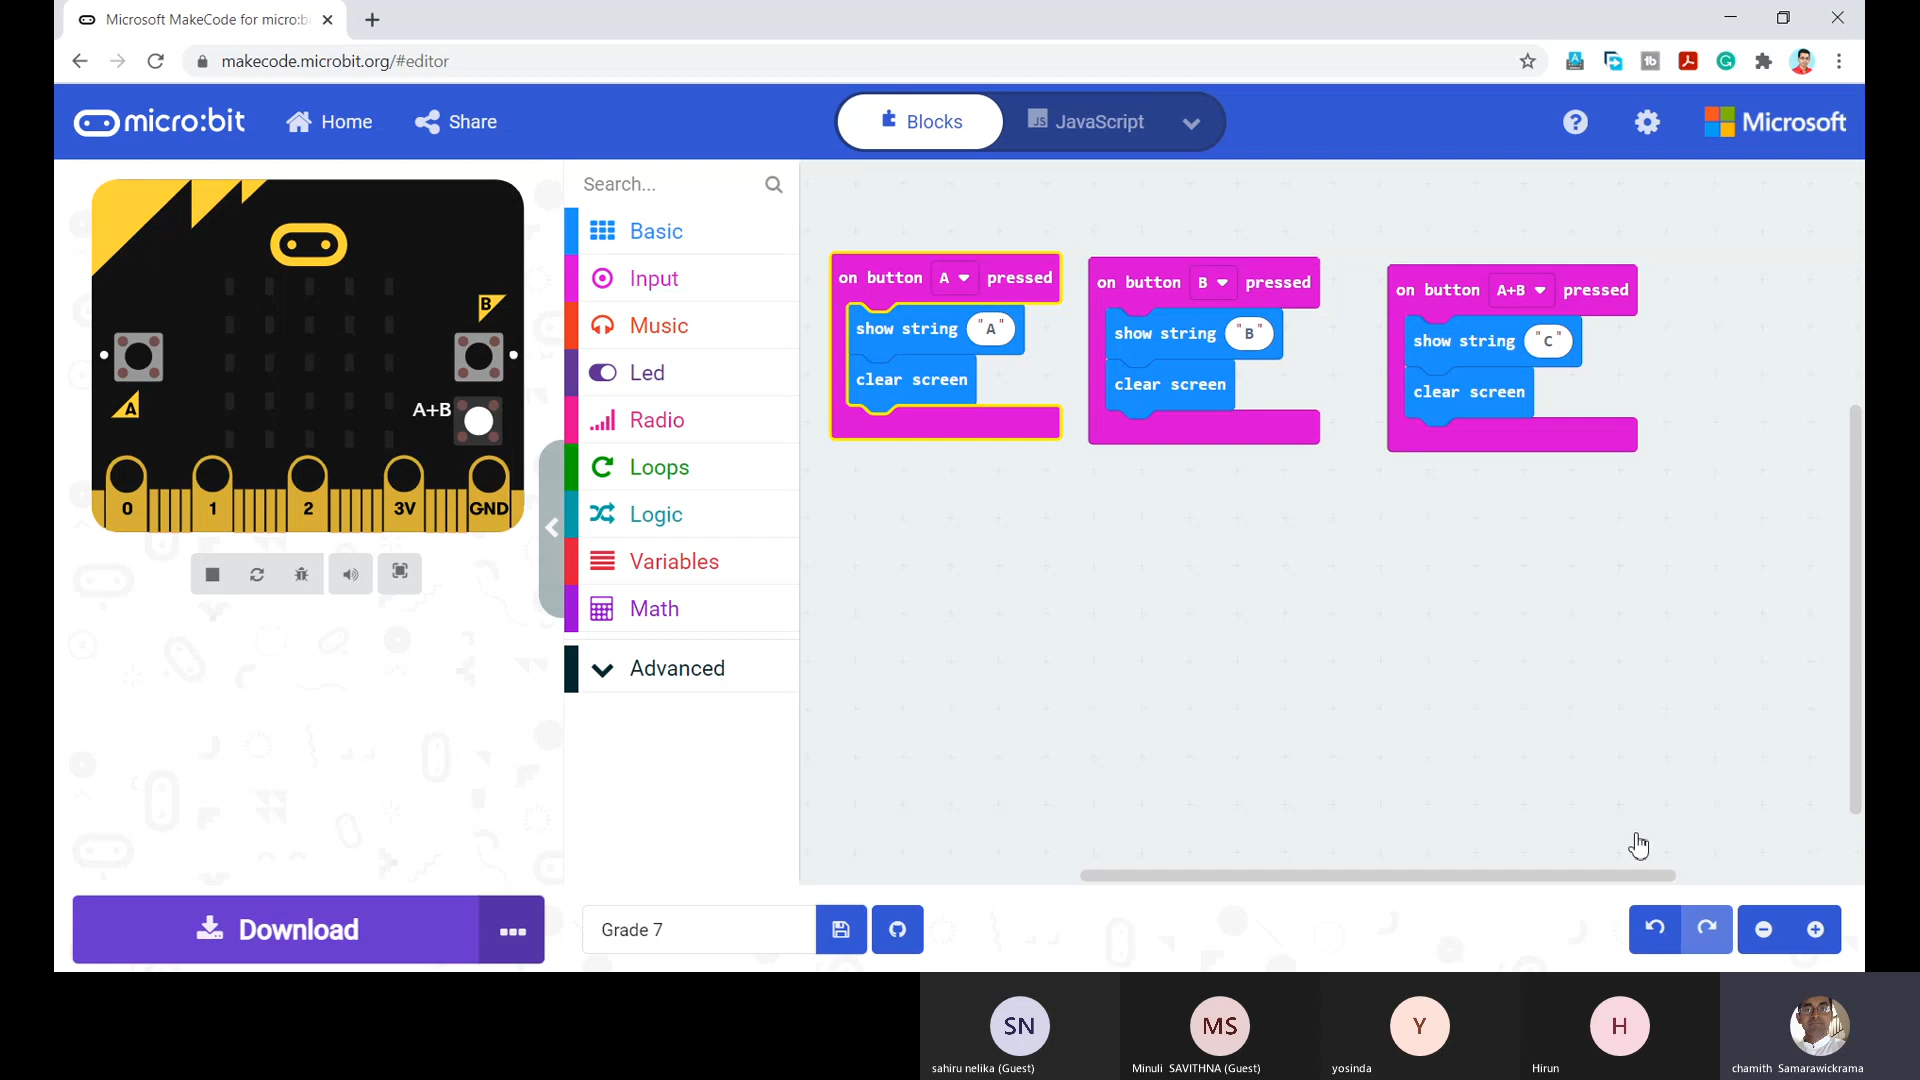 Microsoft MakeCode for micro:bi
makecode.microbit.org/#editor
micro:bit
Home
Share
Blocks
JS JavaScript
Microsoft
Search...
Basic
Input
Music
Led
Radio
Loops
Logic
Variables
Math
Advanced
B
A
A+B
0 1 2 3V GND
on button A pressed
show string "A"
clear screen
on button B pressed
show string "B"
clear screen
on button A+B pressed
show string "C"
clear screen
Download
Grade 7
SN
sahiru nelika (Guest)
MS
Minuli SAVITHNA (Guest)
Y
yosinda
H
Hirun
chamith Samarawickrama